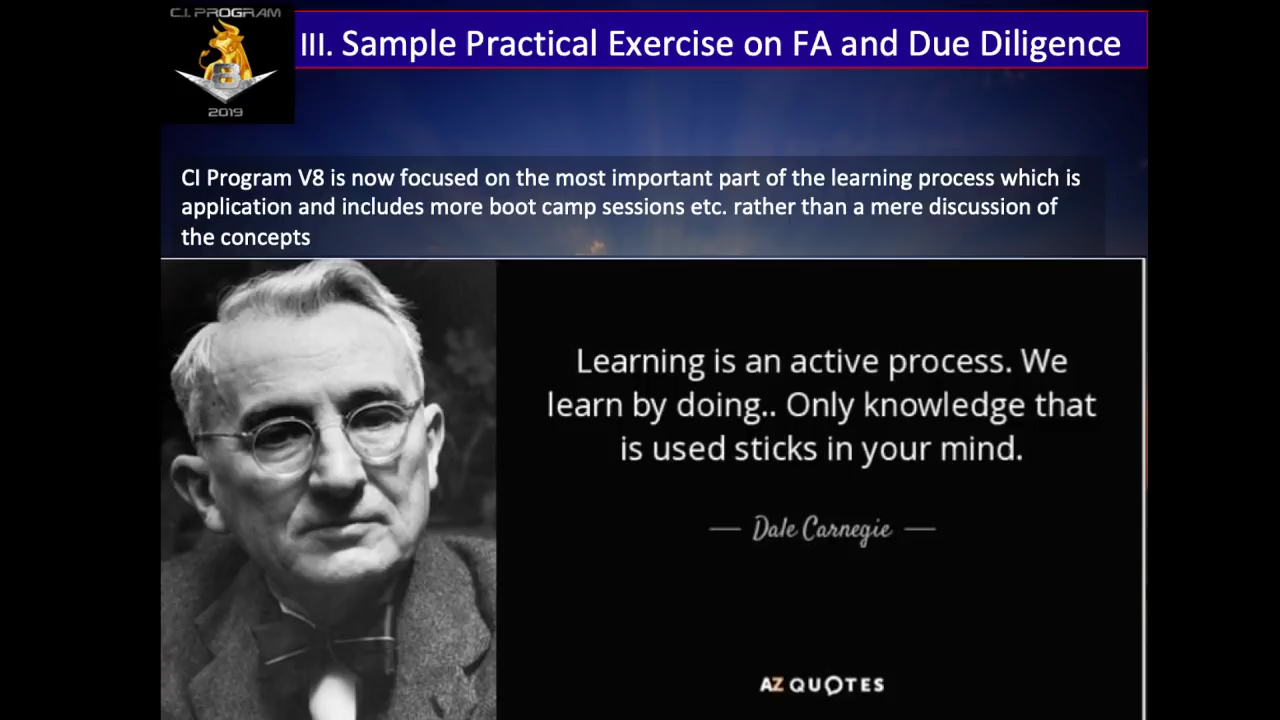 C.I. PROGRAM
8
2019
III. Sample Practical Exercise on FA and Due Diligence
CI Program V8 is now focused on the most important part of the learning process which is
application and includes more boot camp sessions etc. rather than a mere discussion of
the concepts
Learning is an active process. We
learn by doing.. Only knowledge that
is used sticks in your mind.
— Dale Carnegie —
AZ QUOTES